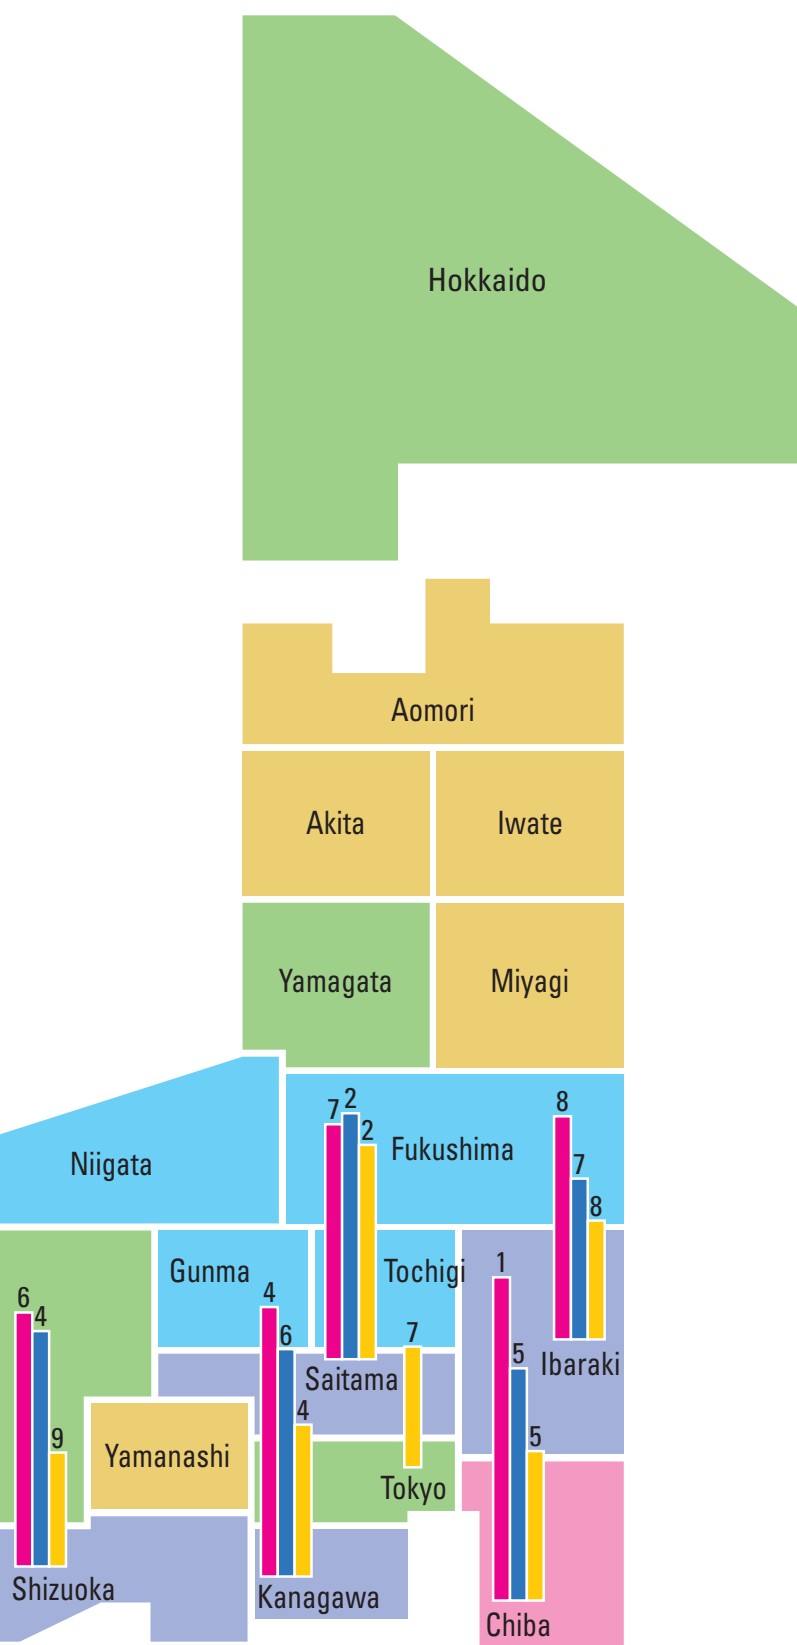 Hokkaido
Aomori
Akita
Iwate
Yamagata
Miyagi
Niigata
7
2
2
Fukushima
8
7
8
Gunma
Tochigi
6
4
9
4
6
4
7
1
5
5
Saitama
Ibaraki
Yamanashi
Tokyo
Shizuoka
Kanagawa
Chiba